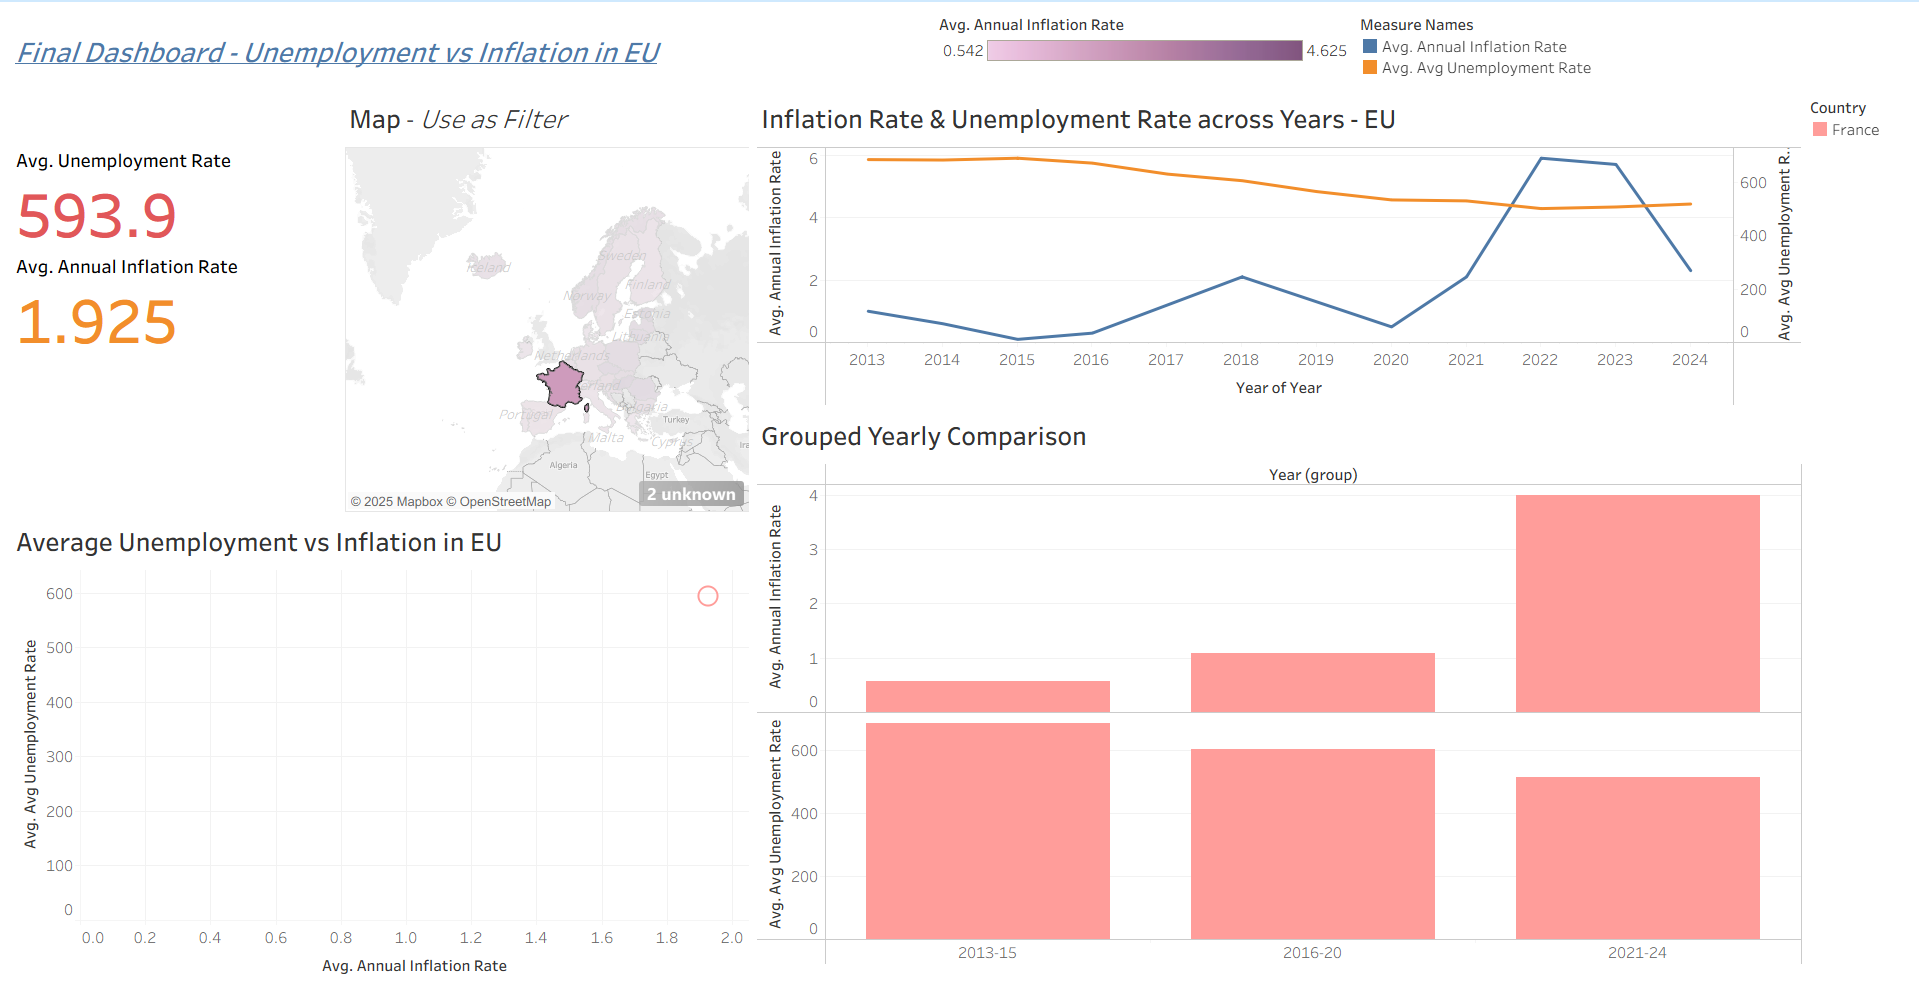 Final Dashboard - Unemployment vs Inflation in EU
Avg. Annual Inflation Rate
0.542
4.625
Measure Names
Avg. Annual Inflation Rate
Avg. Avg Unemployment Rate
Country
France
Avg. Unemployment Rate
593.9
Avg. Annual Inflation Rate
1.925
Map - Use as Filter
Iceland
Sweden
Finland
Norway
Estonia
Lithuania
Netherlands
erland
Portugal
Bulgaria
Turkey
Malta
Cyprus
Ira
Algeria
Egypt
2 unknown
© 2025 Mapbox © OpenStreetMap
Inflation Rate & Unemployment Rate across Years - EU
Avg. Annual Inflation Rate
6
4
2
0
Avg. Avg Unemployment R..
600
400
200
0
2013 2014 2015 2016 2017 2018 2019 2020 2021 2022 2023 2024
Year of Year
Average Unemployment vs Inflation in EU
Avg. Avg Unemployment Rate
600
500
400
300
200
100
0
0.0 0.2 0.4 0.6 0.8 1.0 1.2 1.4 1.6 1.8 2.0
Avg. Annual Inflation Rate
Grouped Yearly Comparison
Year (group)
Avg. Annual Inflation Rate
4
3
2
1
0
Avg. Avg Unemployment Rate
600
400
200
0
2013-15 2016-20 2021-24